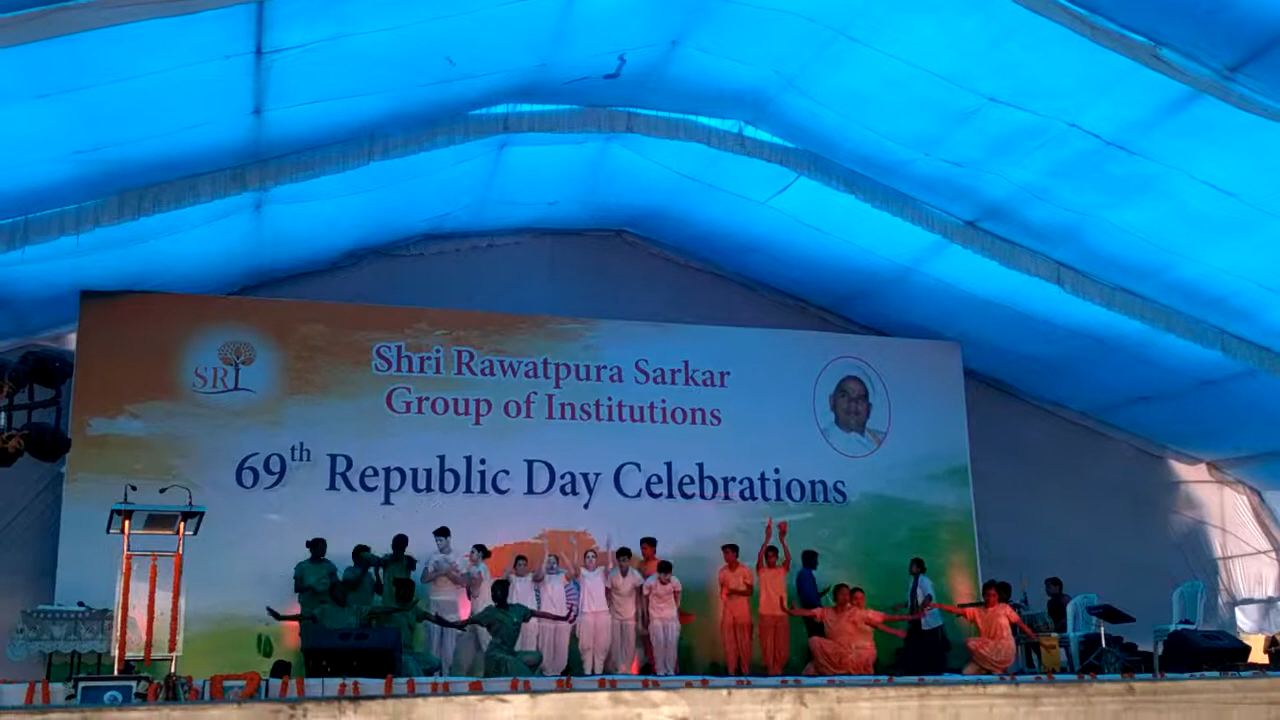 SRI
Shri Rawatpura Sarkar
Group of Institutions
69th Republic Day Celebrations